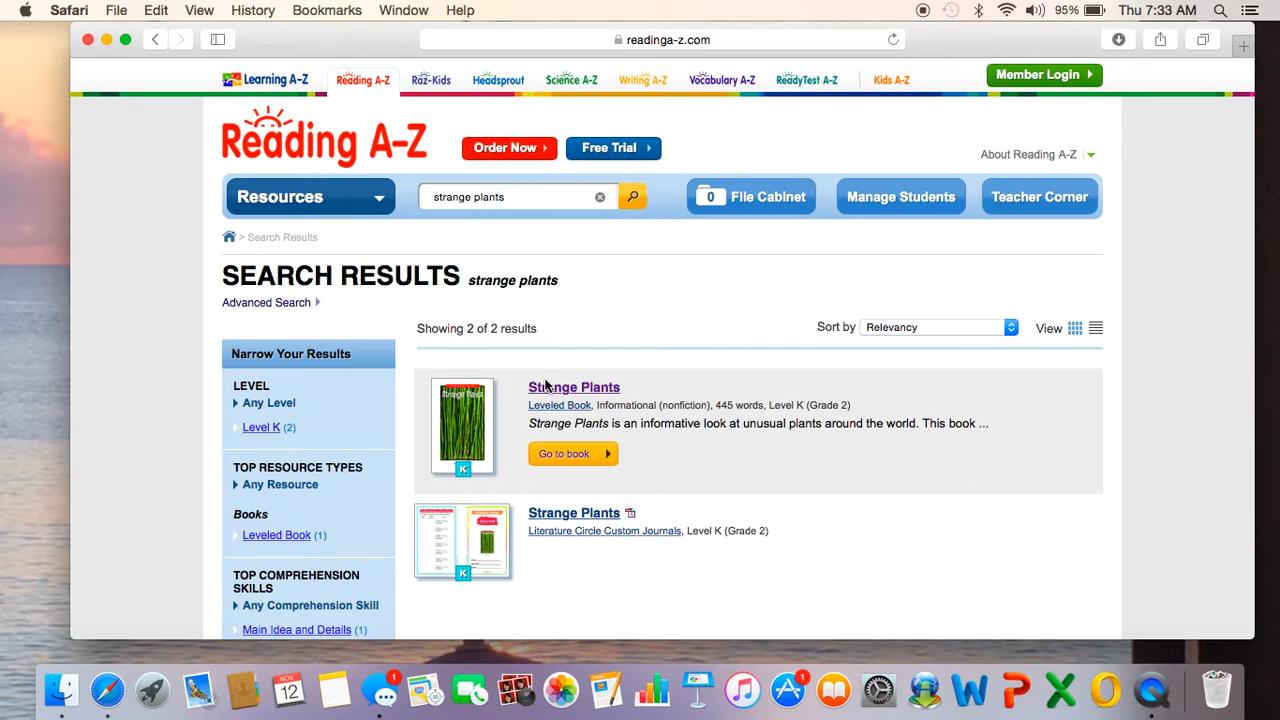 Safari File Edit View History Bookmarks Window Help 95% Thu 7:33 AM
readinga-z.com
Learning A-Z Reading A-Z Raz-Kids Headsprout Science A-Z Writing A-Z Vocabulary A-Z ReadyTest A-Z Kids A-Z Member Login
Reading A-Z Order Now Free Trial About Reading A-Z
Resources strange plants 0 File Cabinet Manage Students Teacher Corner
> Search Results
SEARCH RESULTS strange plants
Advanced Search
Showing 2 of 2 results Sort by Relevancy View
Narrow Your Results
LEVEL
Any Level
Level K (2)
TOP RESOURCE TYPES
Any Resource
Books
Leveled Book (1)
TOP COMPREHENSION
SKILLS
Any Comprehension Skill
Main Idea and Details (1)
Strange Plants
K
Strange Plants
Leveled Book, Informational (nonfiction), 445 words, Level K (Grade 2)
Strange Plants is an informative look at unusual plants around the world. This book ...
Go to book
K
Strange Plants
Literature Circle Custom Journals, Level K (Grade 2)
NOV
12
1
1